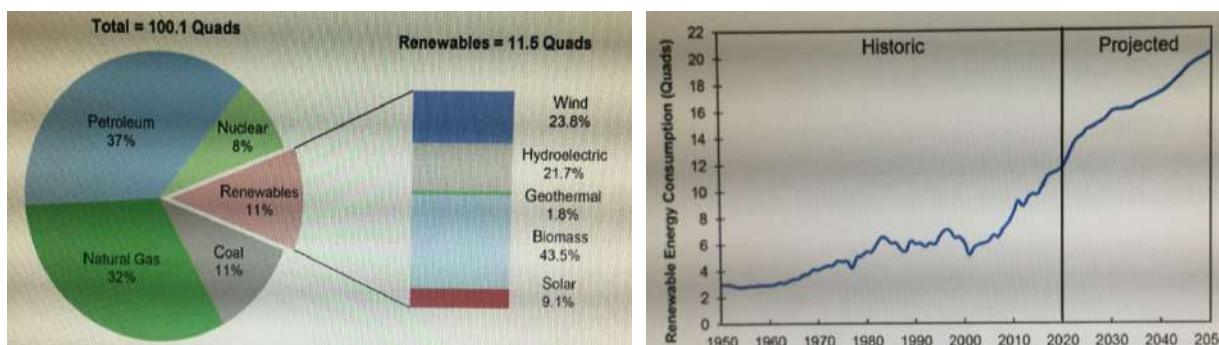 Total = 100.1 Quads
Renewables = 11.5 Quads
Petroleum
37%
Nuclear
8%
Renewables
11%
Coal
11%
Natural Gas
32%
Wind
23.8%
Hydroelectric
21.7%
Geothermal
1.8%
Biomass
43.5%
Solar
9.1%
Renewable Energy Consumption (Quads)
Historic
Projected
22
20
18
16
14
12
10
8
6
4
2
0
1950 1960 1970 1980 1990 2000 2010 2020 2030 2040 205